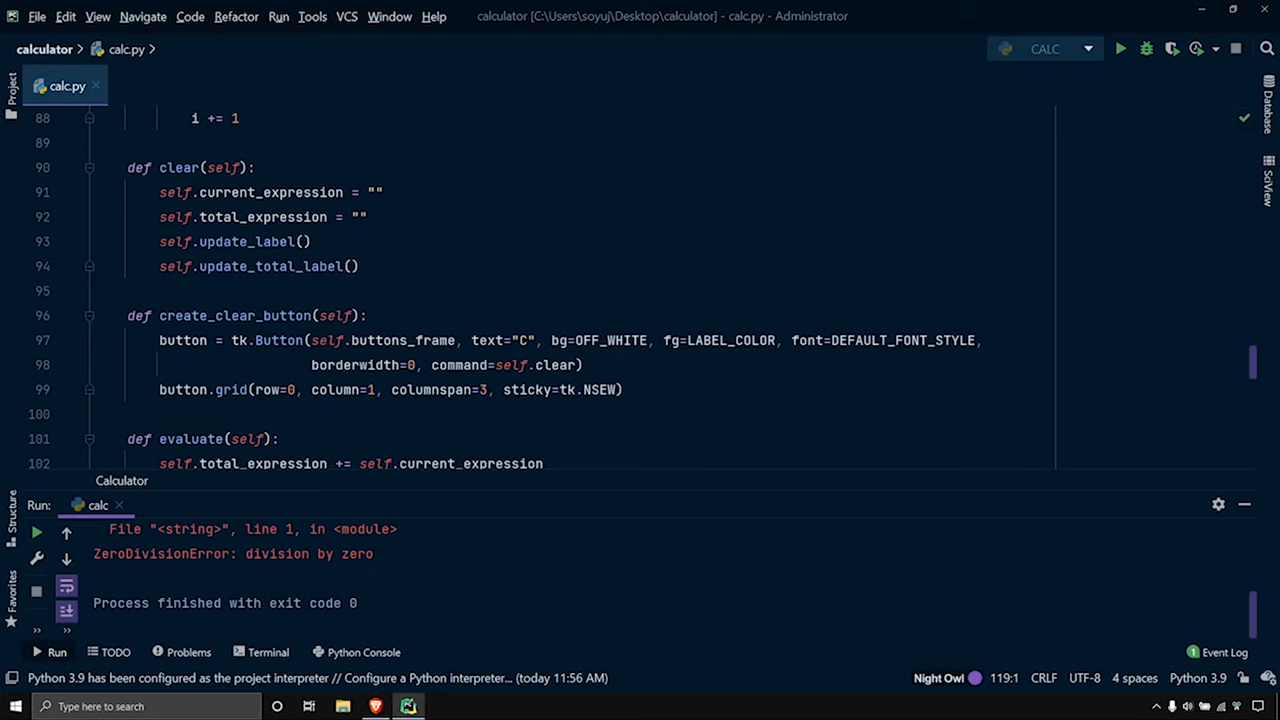 File Edit View Navigate Code Refactor Run Tools VCS Window Help calculator [C:\Users\soyuj\Desktop\calculator] - calc.py - Administrator
calculator calc.py CALC
Project calc.py
88 i += 1
89
90 def clear(self):
91 self.current_expression = ""
92 self.total_expression = ""
93 self.update_label()
94 self.update_total_label()
95
96 def create_clear_button(self):
97 button = tk.Button(self.buttons_frame, text="C", bg=OFF_WHITE, fg=LABEL_COLOR, font=DEFAULT_FONT_STYLE,
98 borderwidth=0, command=self.clear)
99 button.grid(row=0, column=1, columnspan=3, sticky=tk.NSEW)
100
101 def evaluate(self):
102 self.total_expression += self.current_expression
Database
SciView
Calculator
Structure
Favorites
Run: calc
File "<string>", line 1, in <module>
ZeroDivisionError: division by zero
Process finished with exit code 0
» »
Run TODO Problems Terminal Python Console 1 Event Log
Python 3.9 has been configured as the project interpreter // Configure a Python interpreter... (today 11:56 AM) Night Owl 119:1 CRLF UTF-8 4 spaces Python 3.9
Type here to search